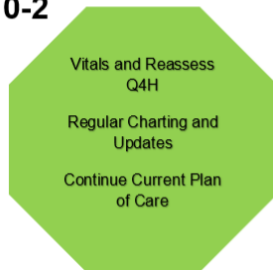 0-2
Vitals and Reassess
Q4H
Regular Charting and
Updates
Continue Current Plan
of Care